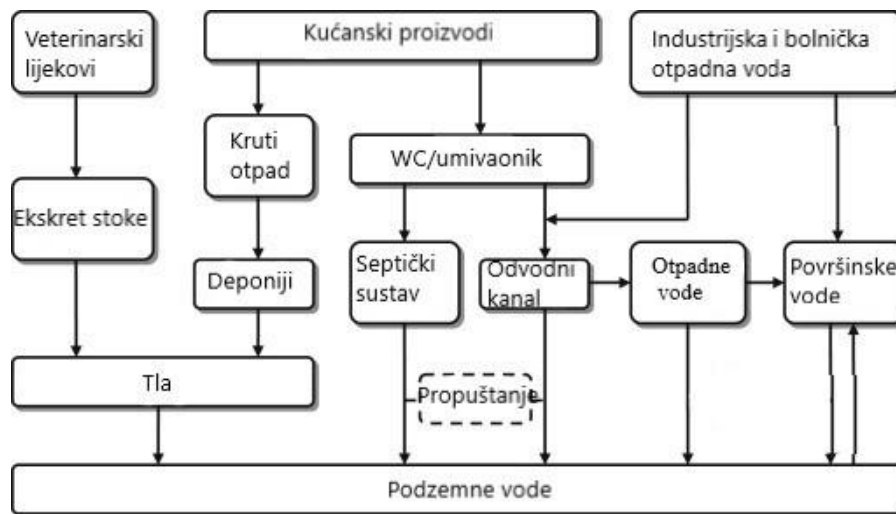 Veterinarski
lijekovi
Kućanski proizvodi
Industrijska i bolnička
otpadna voda
Kruti
otpad
WC/umivaonik
Ekskret stoke
Deponiji
Septički
sustav
Odvodni
kanal
Otpadne
vode
Površinske
vode
Tla
Propuštanje
Podzemne vode